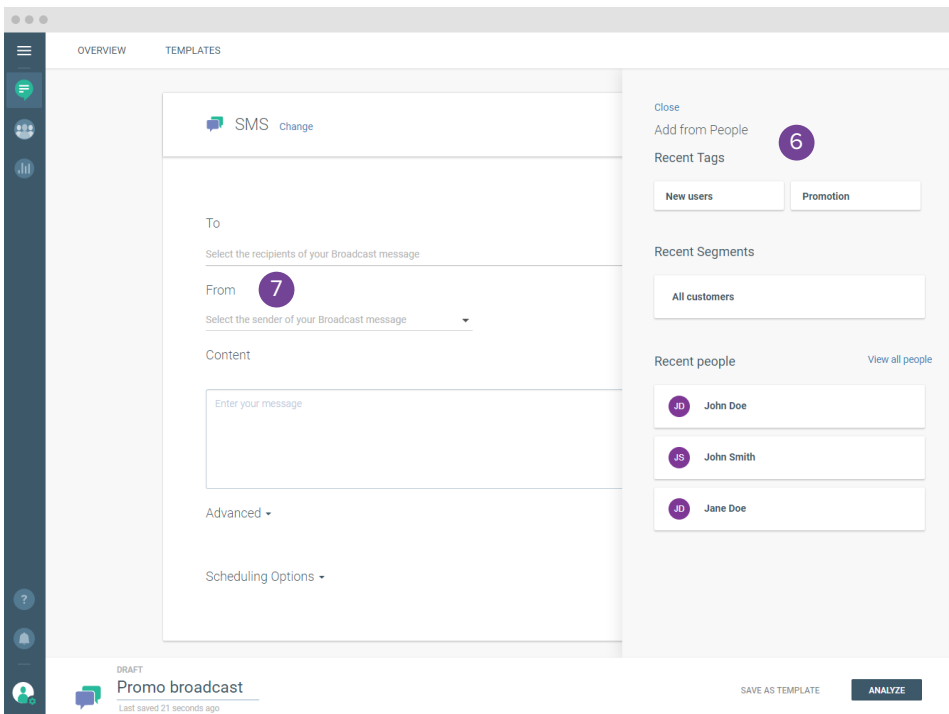 OVERVIEW TEMPLATES
SMS Change
To
Select the recipients of your Broadcast message
From 7
Select the sender of your Broadcast message
Content
Enter your message
Advanced
Scheduling Options
Close
Add from People
6
Recent Tags
New users Promotion
Recent Segments
All customers
Recent people View all people
JD John Doe
JS John Smith
JD Jane Doe
?
DRAFT
Promo broadcast
Last saved 21 seconds ago
SAVE AS TEMPLATE ANALYZE